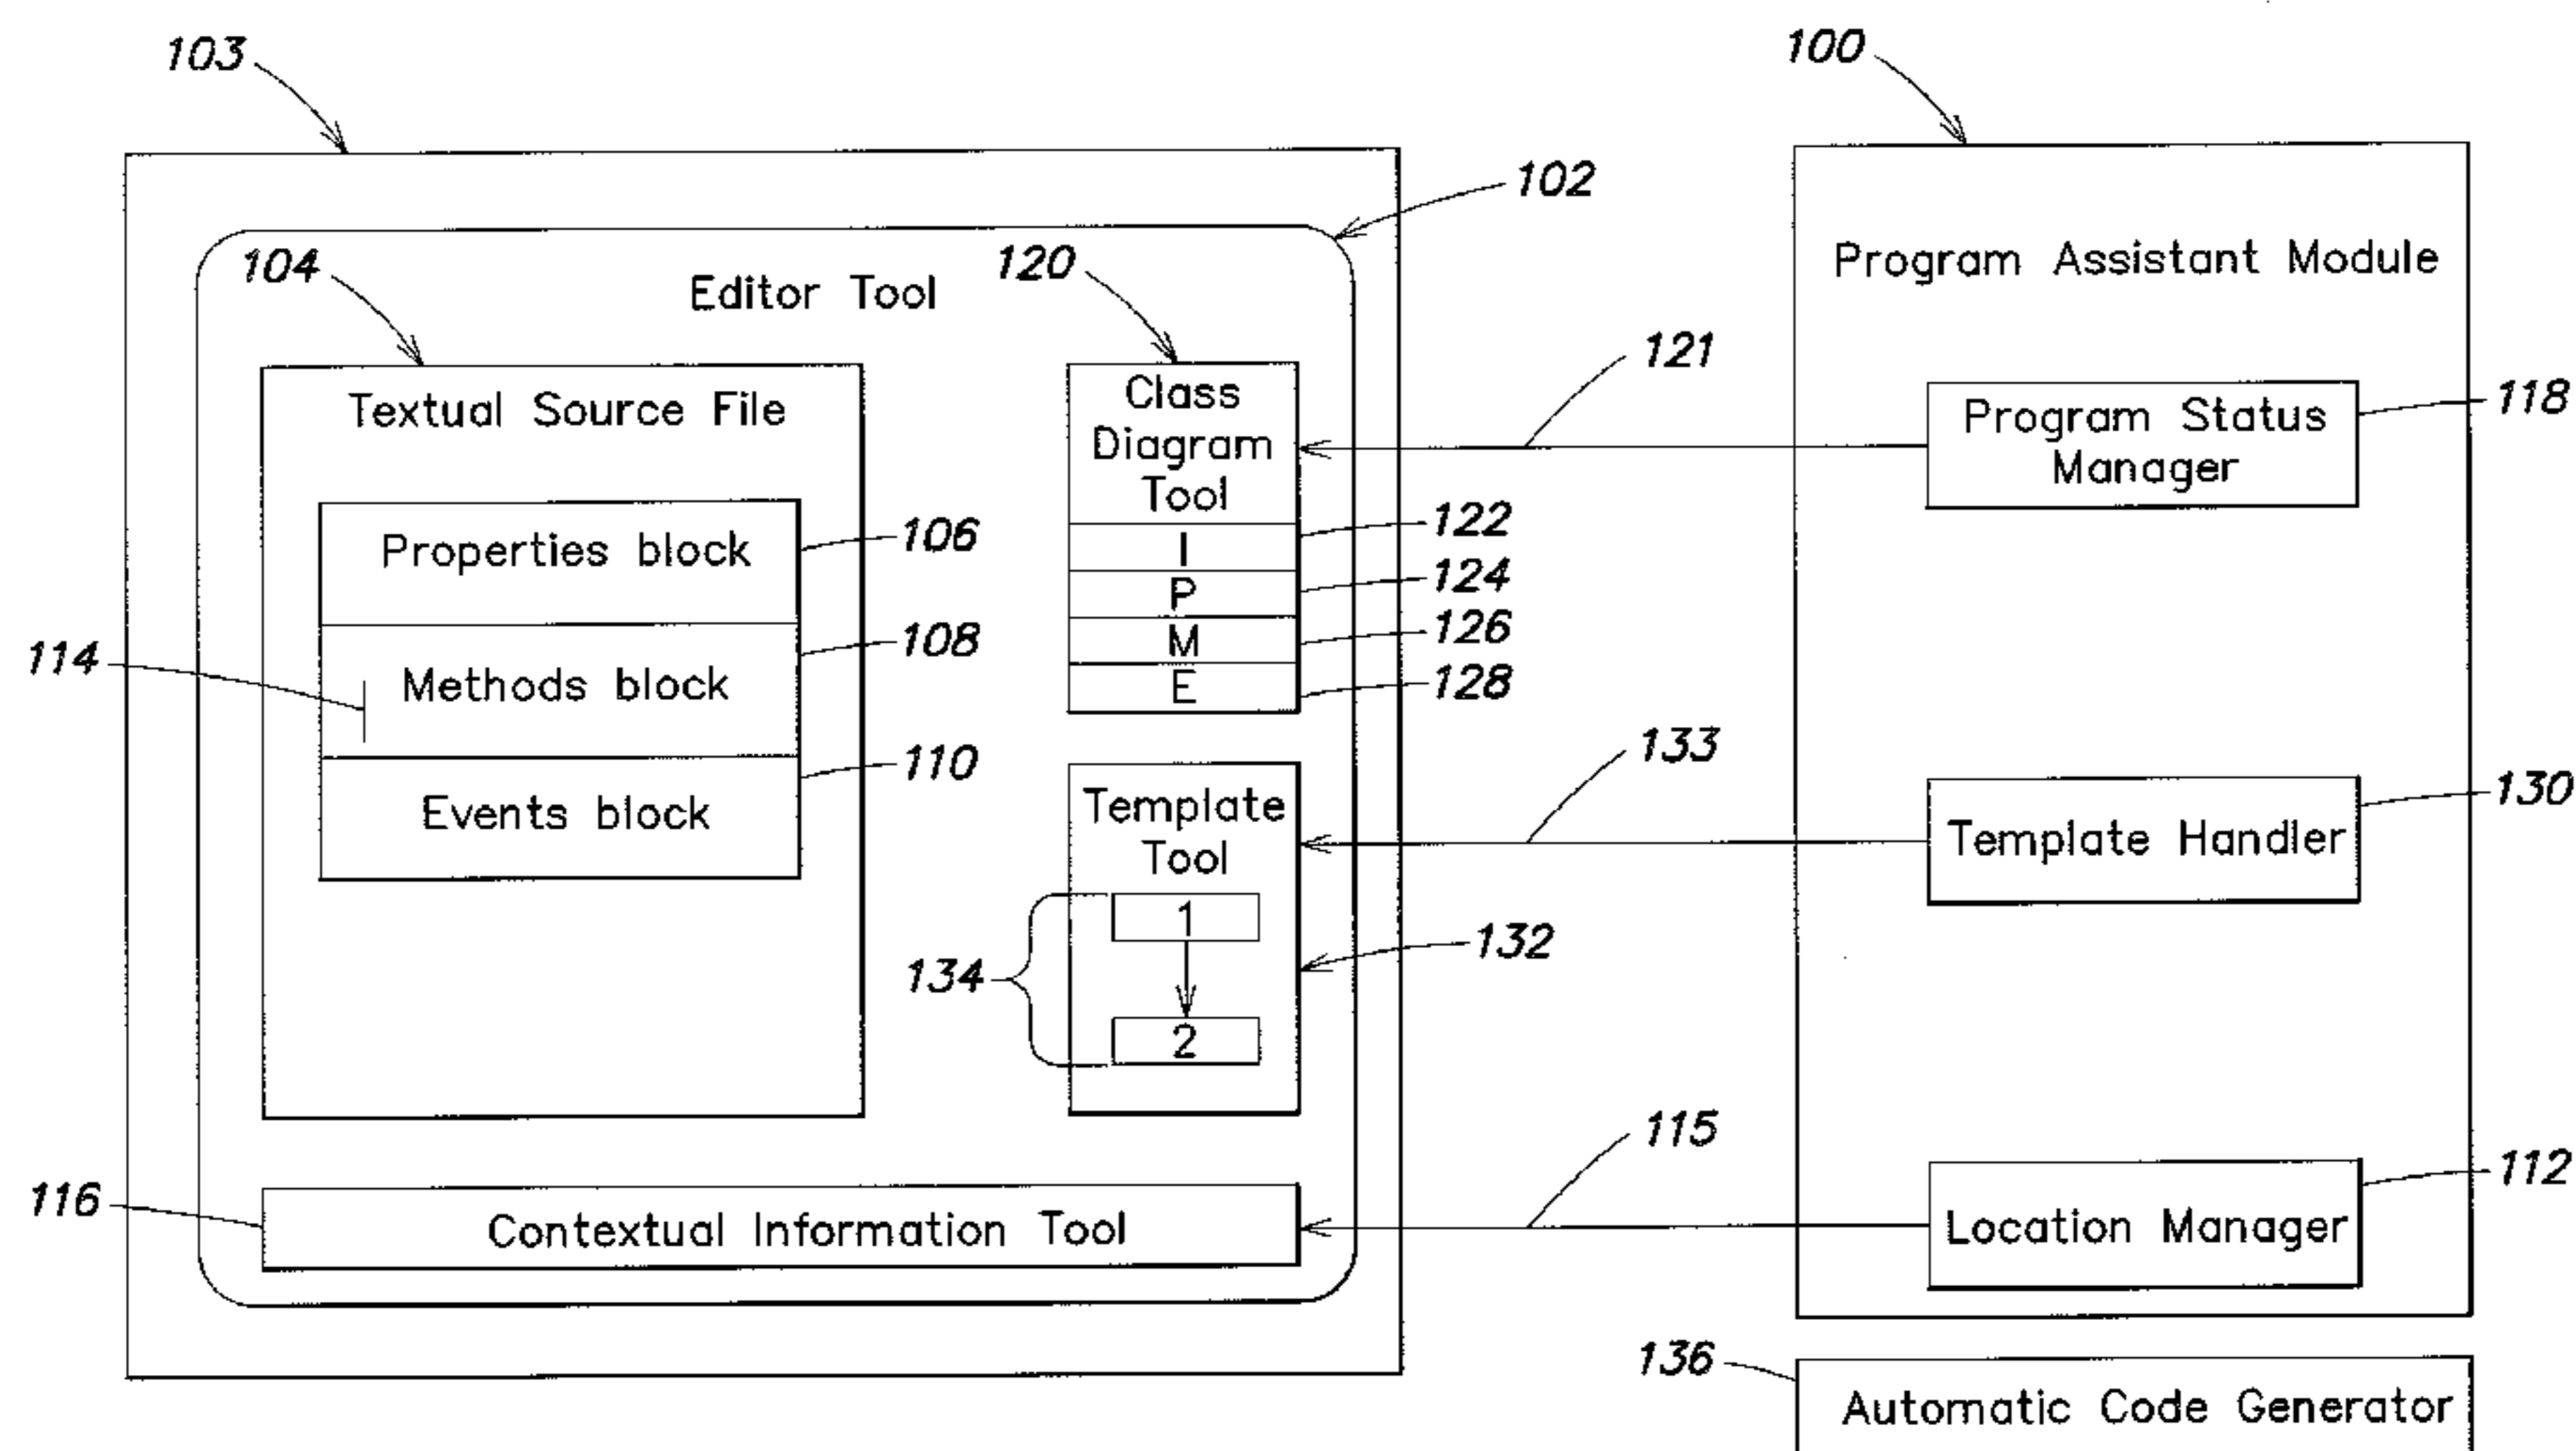 103
100
102
104
120
Editor Tool
Program Assistant Module
121
Textual Source File
Class
Diagram
Tool
Program Status
Manager
118
Properties block
106
I
122
P
124
M
126
E
128
114
Methods block
108
133
Events block
110
Template
Tool
Template Handler
130
1
132
134
2
115
112
116
Contextual Information Tool
Location Manager
136
Automatic Code Generator